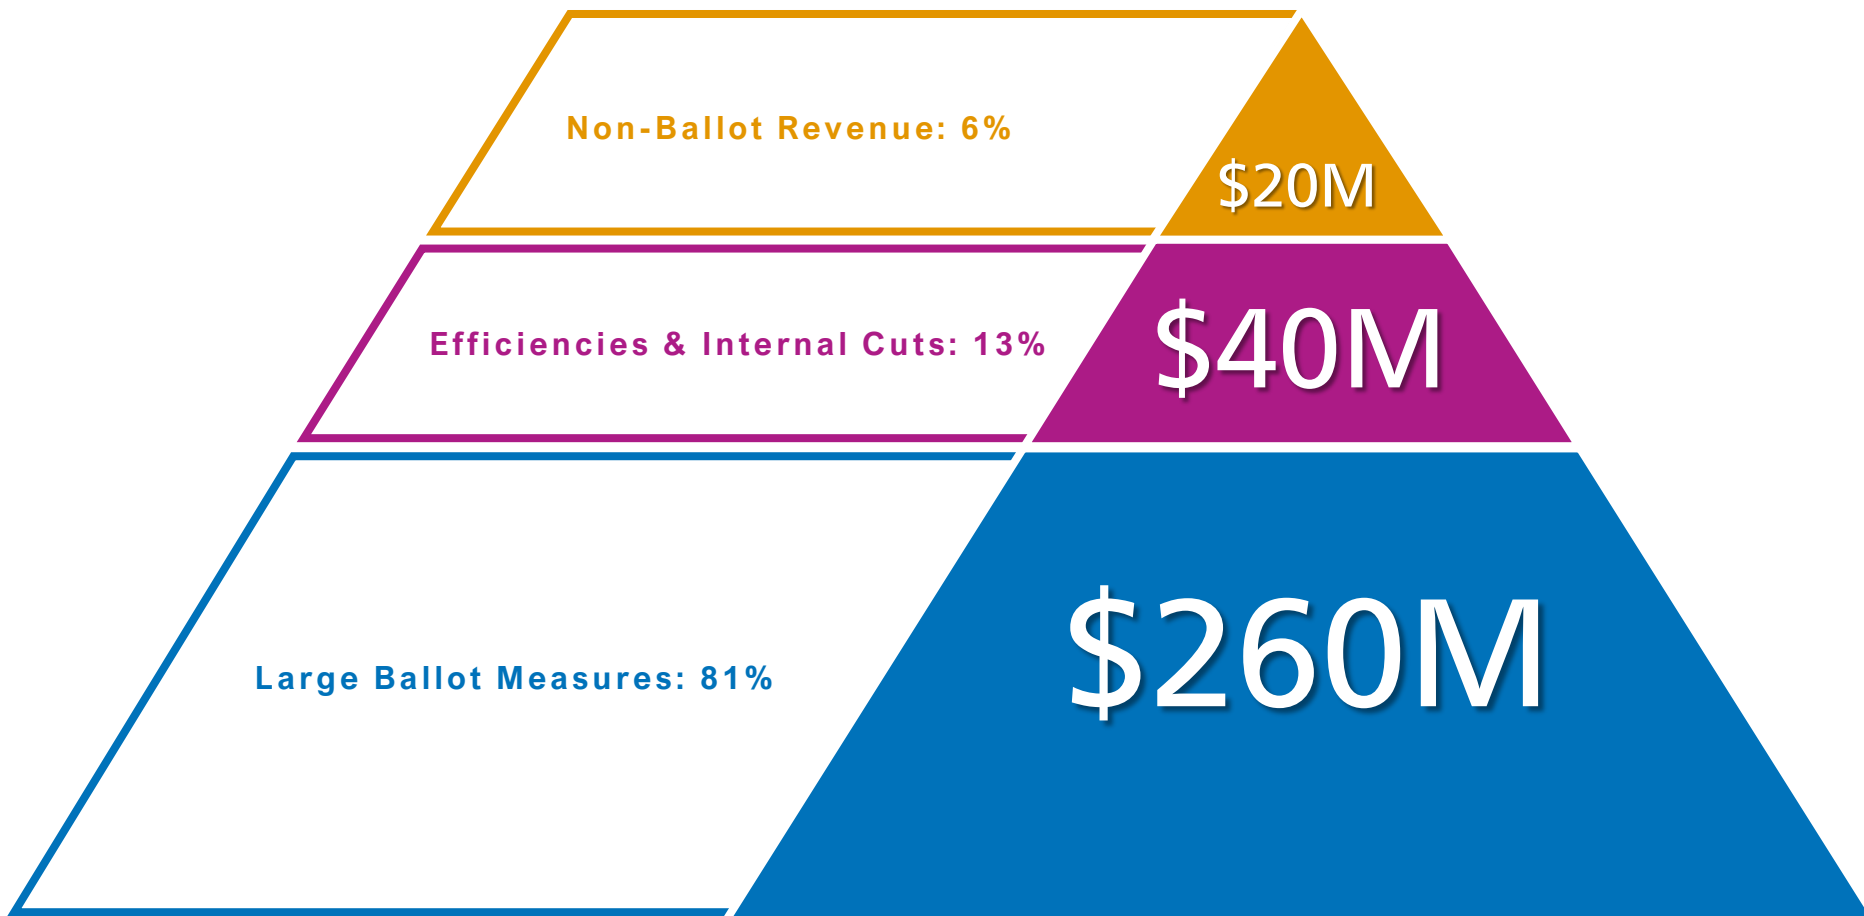 Non-Ballot Revenue: 6%
$20M
Efficiencies & Internal Cuts: 13%
$40M
Large Ballot Measures: 81%
$260M